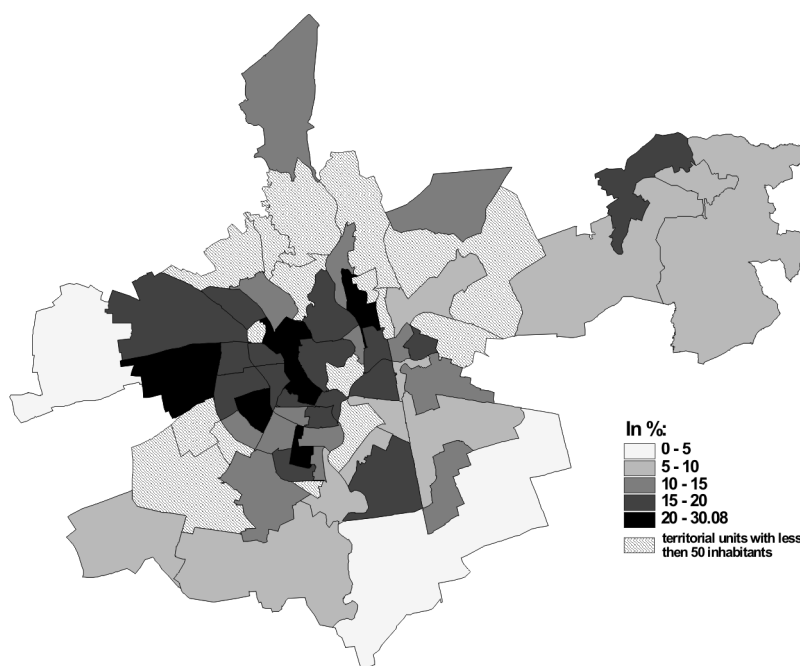 In %:
0 - 5
5 - 10
10 - 15
15 - 20
20 - 30.08
territorial units with less
then 50 inhabitants